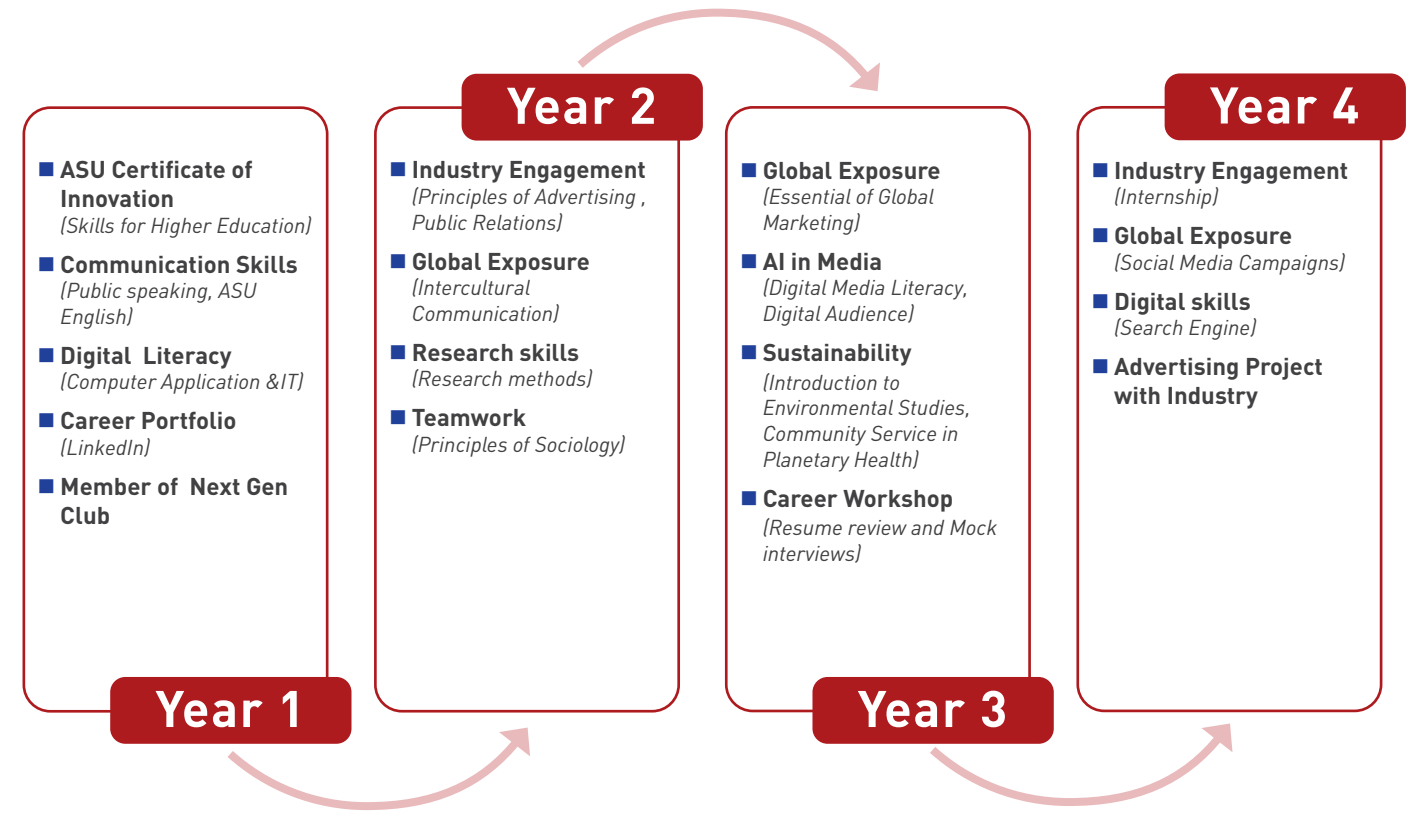 Year 1
ASU Certificate of
Innovation
(Skills for Higher Education)
Communication Skills
(Public speaking, ASU
English)
Digital  Literacy
(Computer Application &IT)
Career Portfolio
(LinkedIn)
Member of  Next Gen
Club
Year 2
Industry Engagement
(Principles of Advertising ,
Public Relations)
Global Exposure
(Intercultural
Communication)
Research skills
(Research methods)
Teamwork
(Principles of Sociology)
Year 3
Global Exposure
(Essential of Global
Marketing)
AI in Media
(Digital Media Literacy,
Digital Audience)
Sustainability
(Introduction to
Environmental Studies,
Community Service in
Planetary Health)
Career Workshop
(Resume review and Mock
interviews)
Year 4
Industry Engagement
(Internship)
Global Exposure
(Social Media Campaigns)
Digital skills
(Search Engine)
Advertising Project
with Industry